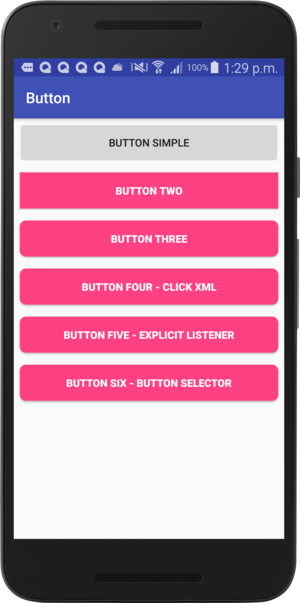 100% 1:29 p.m.
Button
BUTTON SIMPLE
BUTTON TWO
BUTTON THREE
BUTTON FOUR - CLICK XML
BUTTON FIVE - EXPLICIT LISTENER
BUTTON SIX - BUTTON SELECTOR